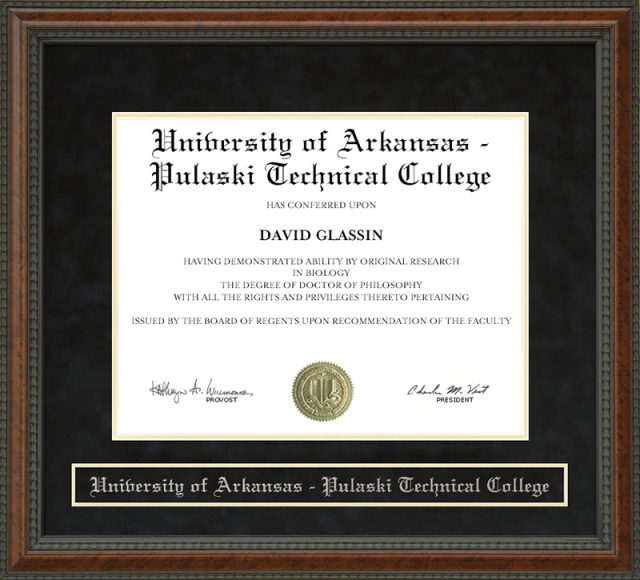 University of Arkansas -
Pulaski Technical College
HAS CONFERRED UPON
DAVID GLASSIN
HAVING DEMONSTRATED ABILITY BY ORIGINAL RESEARCH
IN BIOLOGY
THE DEGREE OF DOCTOR OF PHILOSOPHY
WITH ALL THE RIGHTS AND PRIVILEGES THERETO PERTAINING
ISSUED BY THE BOARD OF REGENTS UPON RECOMMENDATION OF THE FACULTY
PROVOST
PRESIDENT
University of Arkansas - Pulaski Technical College